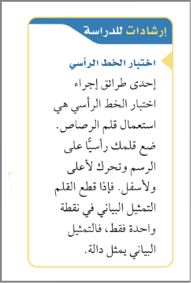 إرشادات للدراسة
اختبار الخط الرأسي
إحدى طرائق إجراء
اختبار الخط الرأسي هي
استعمال قلم الرصاص.
ضع قلمك رأسيًّا على
الرسم وتحرك لأعلى
ولأسفل. فإذا قطع القلم
التمثيل البياني في نقطة
واحدة فقط، فالتمثيل
البياني يمثل دالة.